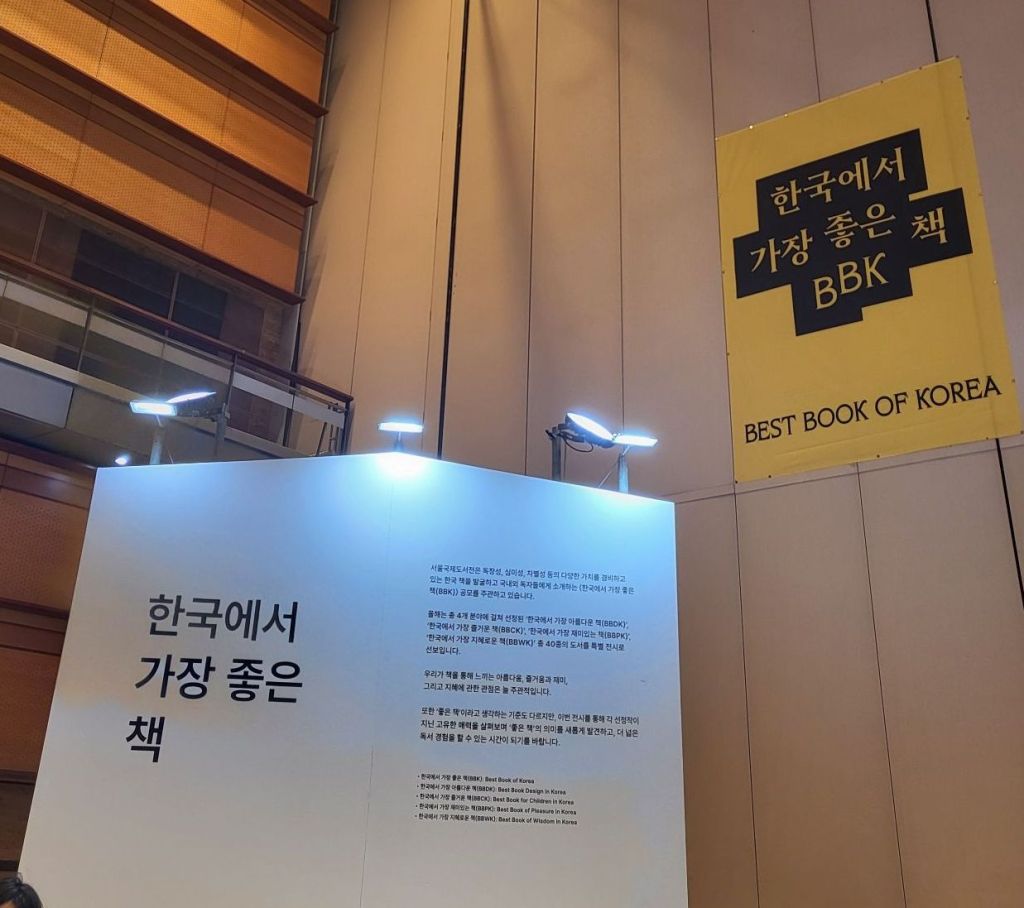 한국에서
가장 좋은 책
BBK
BEST BOOK OF KOREA
한국에서
가장 좋은
책
서울국제도서전은 독창성, 심미성, 차별성 등의 다양한 가치를 겸비하고
있는 한국 책을 발굴하고 국내외 독자들에게 소개하는 〈한국에서 가장 좋은
책(BBK)〉 공모를 주관하고 있습니다.
올해는 총 4개 분야에 걸쳐 선정된 '한국에서 가장 아름다운 책(BBDK)',
'한국에서 가장 즐거운 책(BBCK)', '한국에서 가장 재미있는 책(BBPK)',
'한국에서 가장 지혜로운 책(BBWK)' 총 40종의 도서를 특별 전시로
선보입니다.
우리가 책을 통해 느끼는 아름다움, 즐거움과 재미,
그리고 지혜에 관한 관점은 늘 주관적입니다.
또한 '좋은 책'이라고 생각하는 기준도 다르지만, 이번 전시를 통해 각 선정작이
지닌 고유한 매력을 살펴보며 '좋은 책'의 의미를 새롭게 발견하고, 더 넓은
독서 경험을 할 수 있는 시간이 되기를 바랍니다.
• 한국에서 가장 좋은 책(BBK): Best Book of Korea
• 한국에서 가장 아름다운 책(BBDK): Best Book Design in Korea
• 한국에서 가장 즐거운 책(BBCK): Best Book for Children in Korea
• 한국에서 가장 재미있는 책(BBPK): Best Book of Pleasure in Korea
• 한국에서 가장 지혜로운 책(BBWK): Best Book of Wisdom in Korea